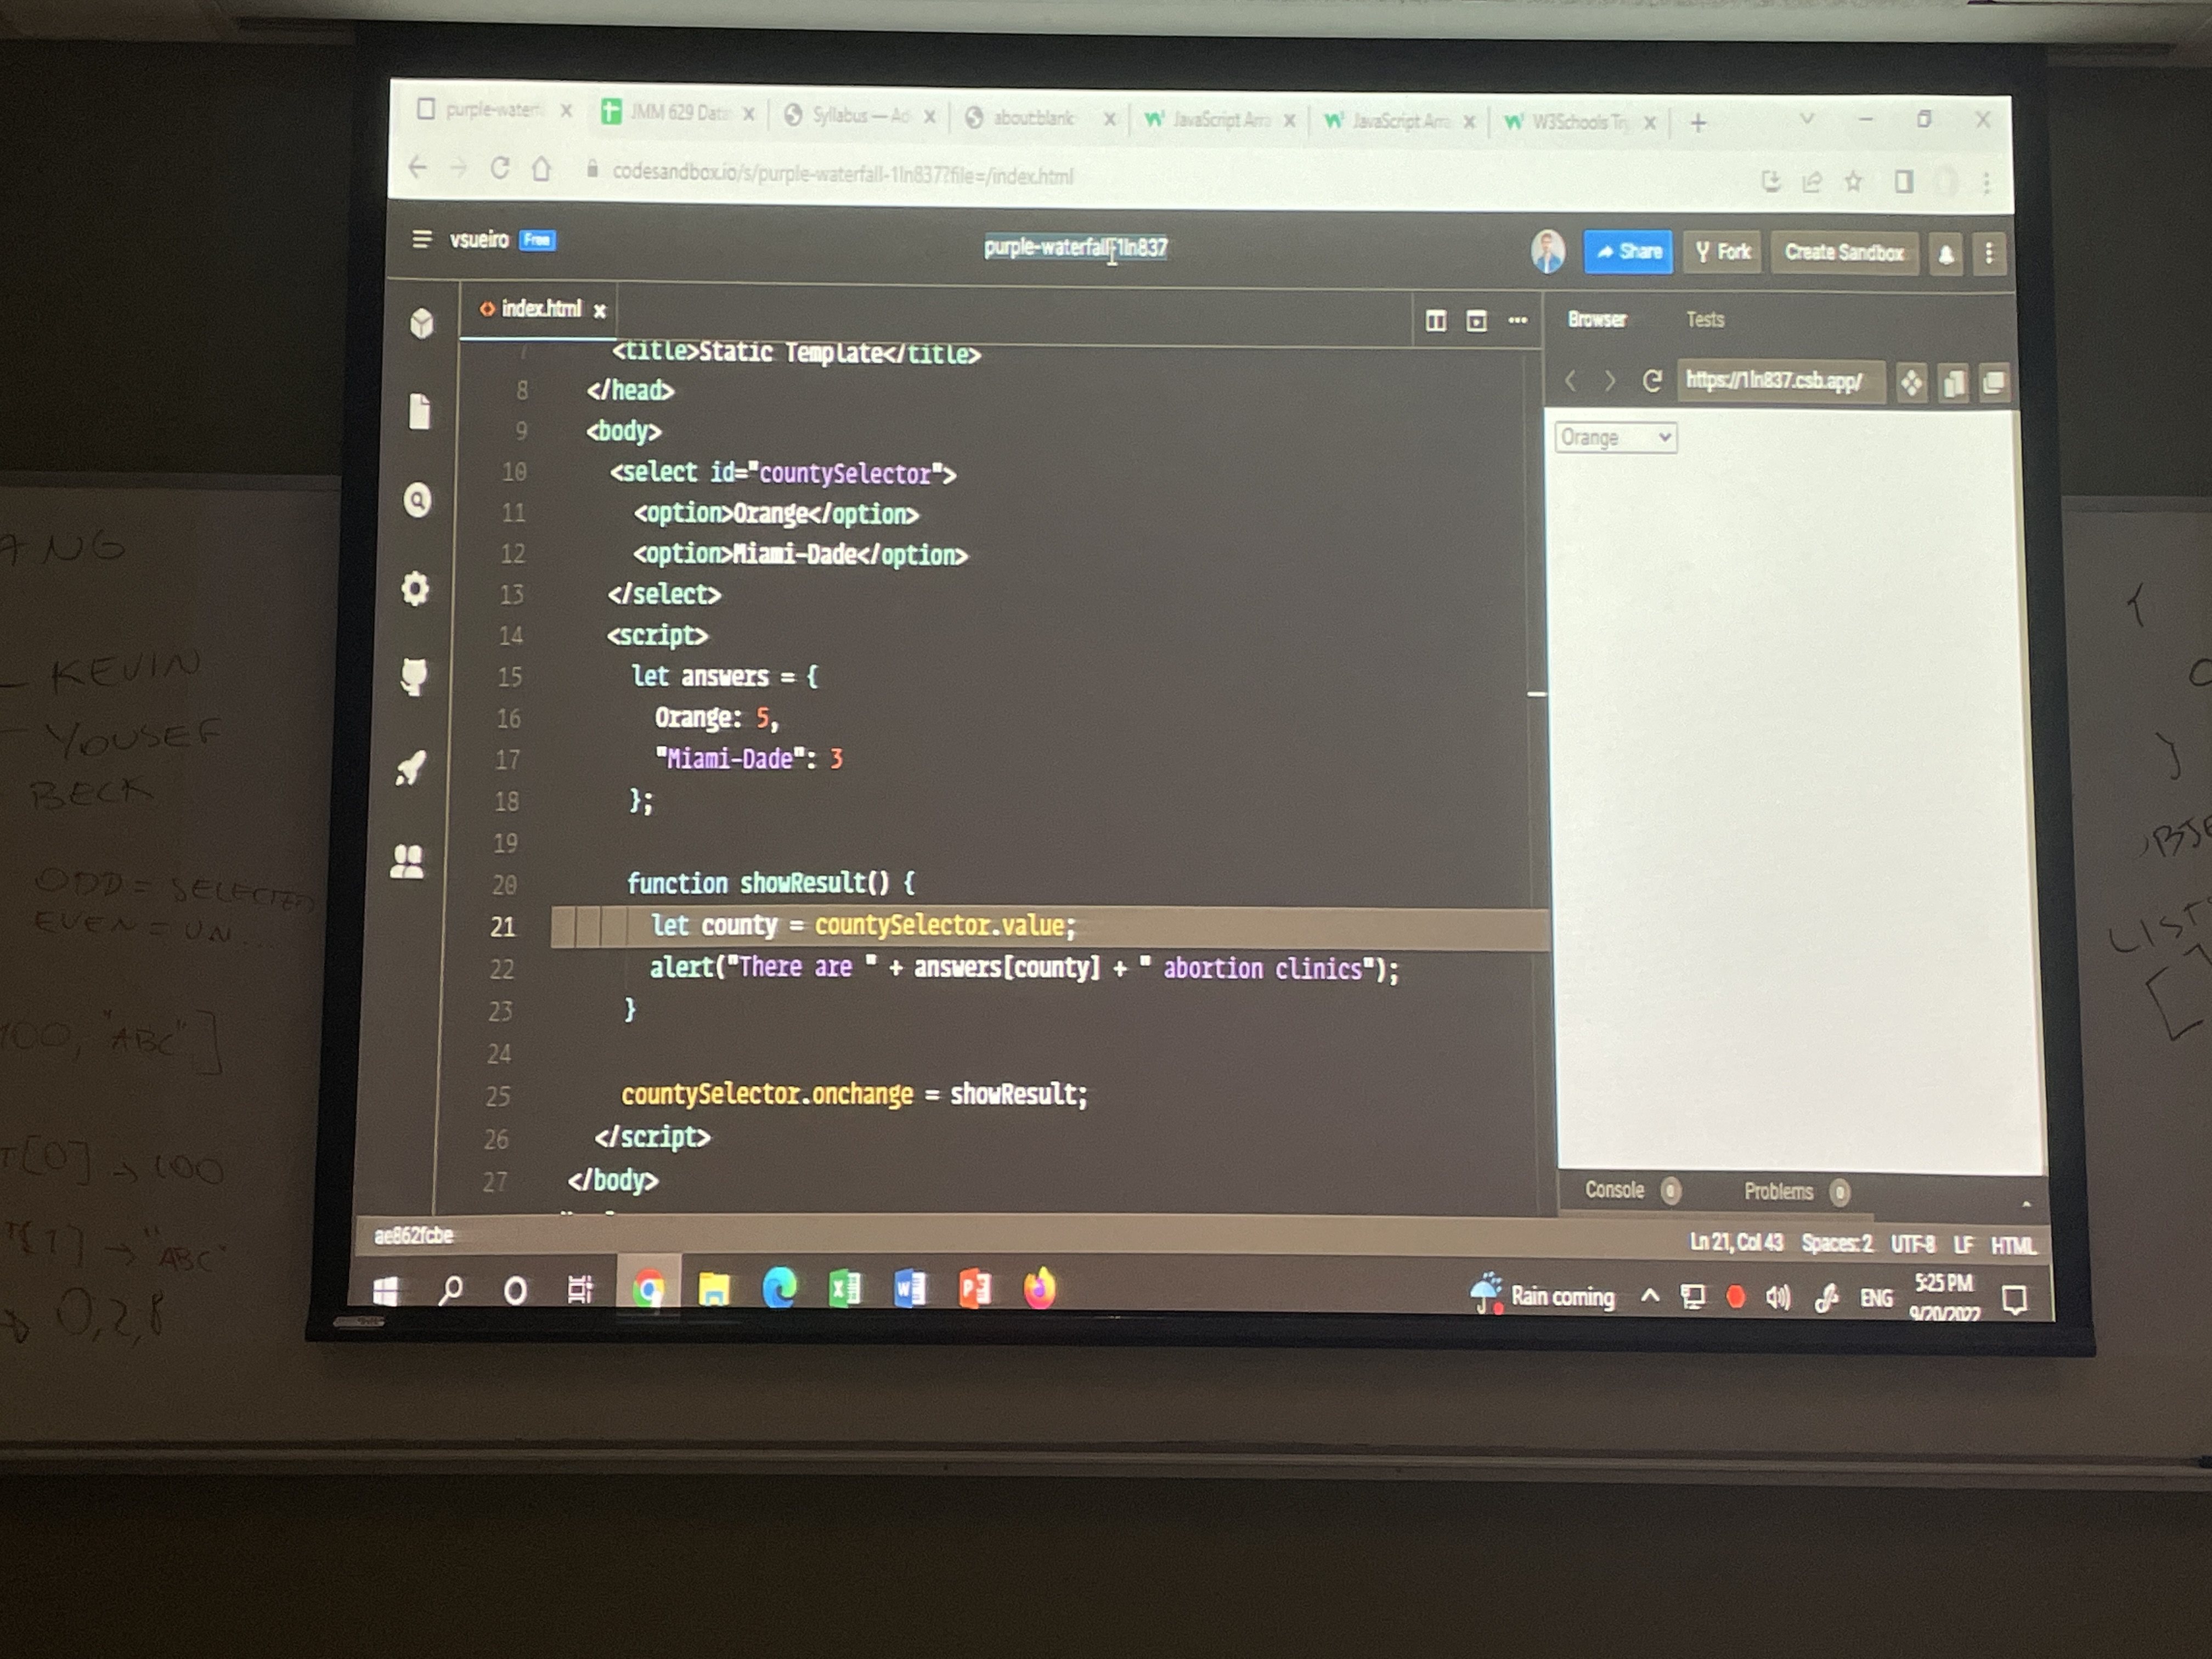 purple-water
JMM 629 Data
Syllabus — Ad
about:blank
JavaScript Arra
JavaScript Arra
W3Schools Try
codesandbox.io/s/purple-waterfall-1ln837?file=/index.html
vsueiro Free
purple-waterfall-1ln837
Share
Fork
Create Sandbox
index.html
Browser
Tests
https://1ln837.csb.app/
Orange
7 <title>Static Template</title>
8 </head>
9 <body>
10 <select id="countySelector">
11 <option>Orange</option>
12 <option>Miami-Dade</option>
13 </select>
14 <script>
15 let answers = {
16 Orange: 5,
17 "Miami-Dade": 3
18 };
19
20 function showResult() {
21 let county = countySelector.value;
22 alert("There are " + answers[county] + " abortion clinics");
23 }
24
25 countySelector.onchange = showResult;
26 </script>
27 </body>
Console 0
Problems 0
ae862fcbe
Ln 21, Col 43 Spaces: 2 UTF-8 LF HTML
Rain coming
ENG
5:25 PM
9/20/2022
ANG
- KEVIN
- YOUSEF
BECK
ODD = SELECTED
EVEN = UN...
100, "ABC"]
T[0] → 100
T[1] → "ABC"
0,2,8
{
}
BJE
LIST
[